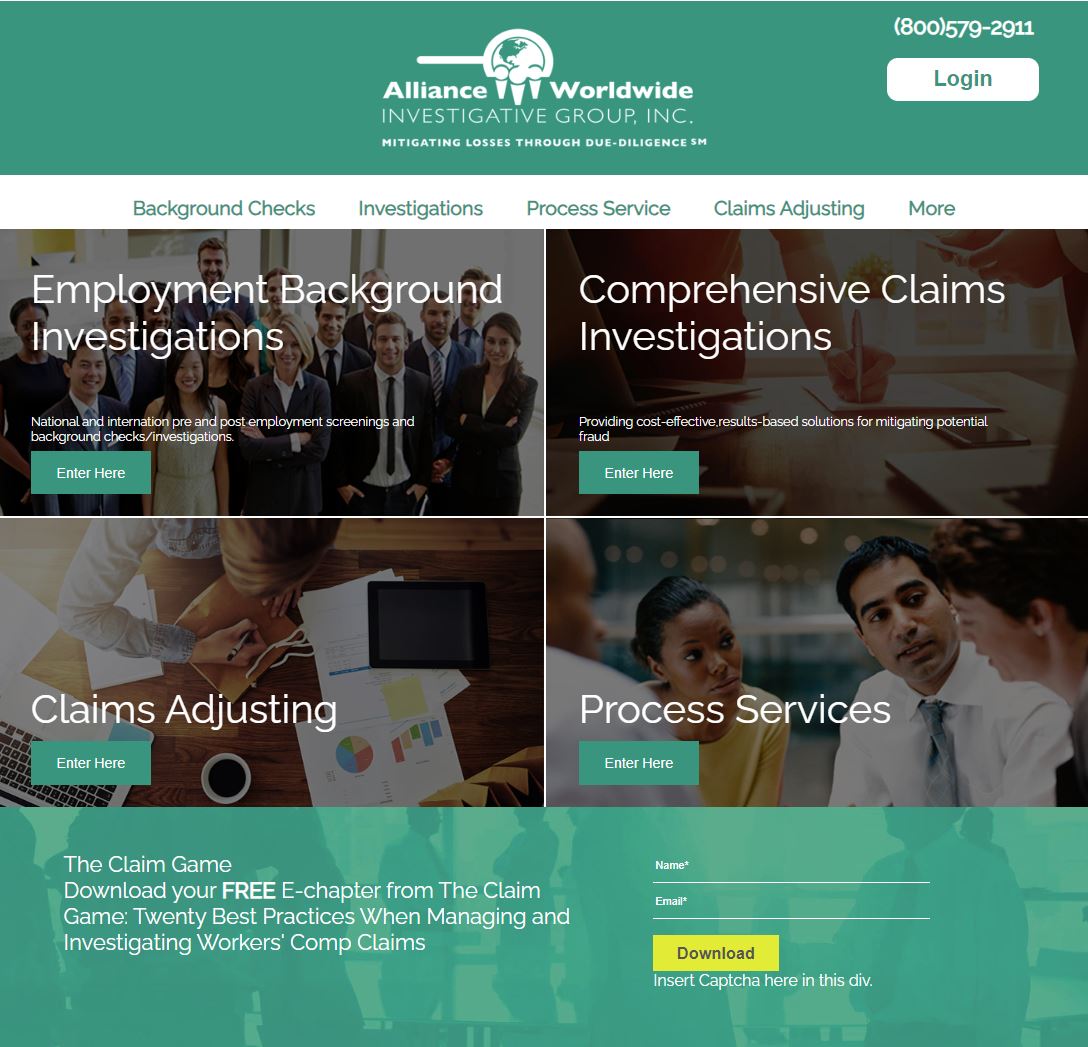 (800)579-2911
Login
Alliance Worldwide
INVESTIGATIVE GROUP, INC.
MITIGATING LOSSES THROUGH DUE-DILIGENCE SM
Background Checks Investigations Process Service Claims Adjusting More
Employment Background
Investigations
National and internation pre and post employment screenings and
background checks/investigations.
Enter Here
Comprehensive Claims
Investigations
Providing cost-effective,results-based solutions for mitigating potential
fraud
Enter Here
Claims Adjusting
Enter Here
Process Services
Enter Here
The Claim Game
Download your FREE E-chapter from The Claim
Game: Twenty Best Practices When Managing and
Investigating Workers' Comp Claims
Name*
Email*
Download
Insert Captcha here in this div.